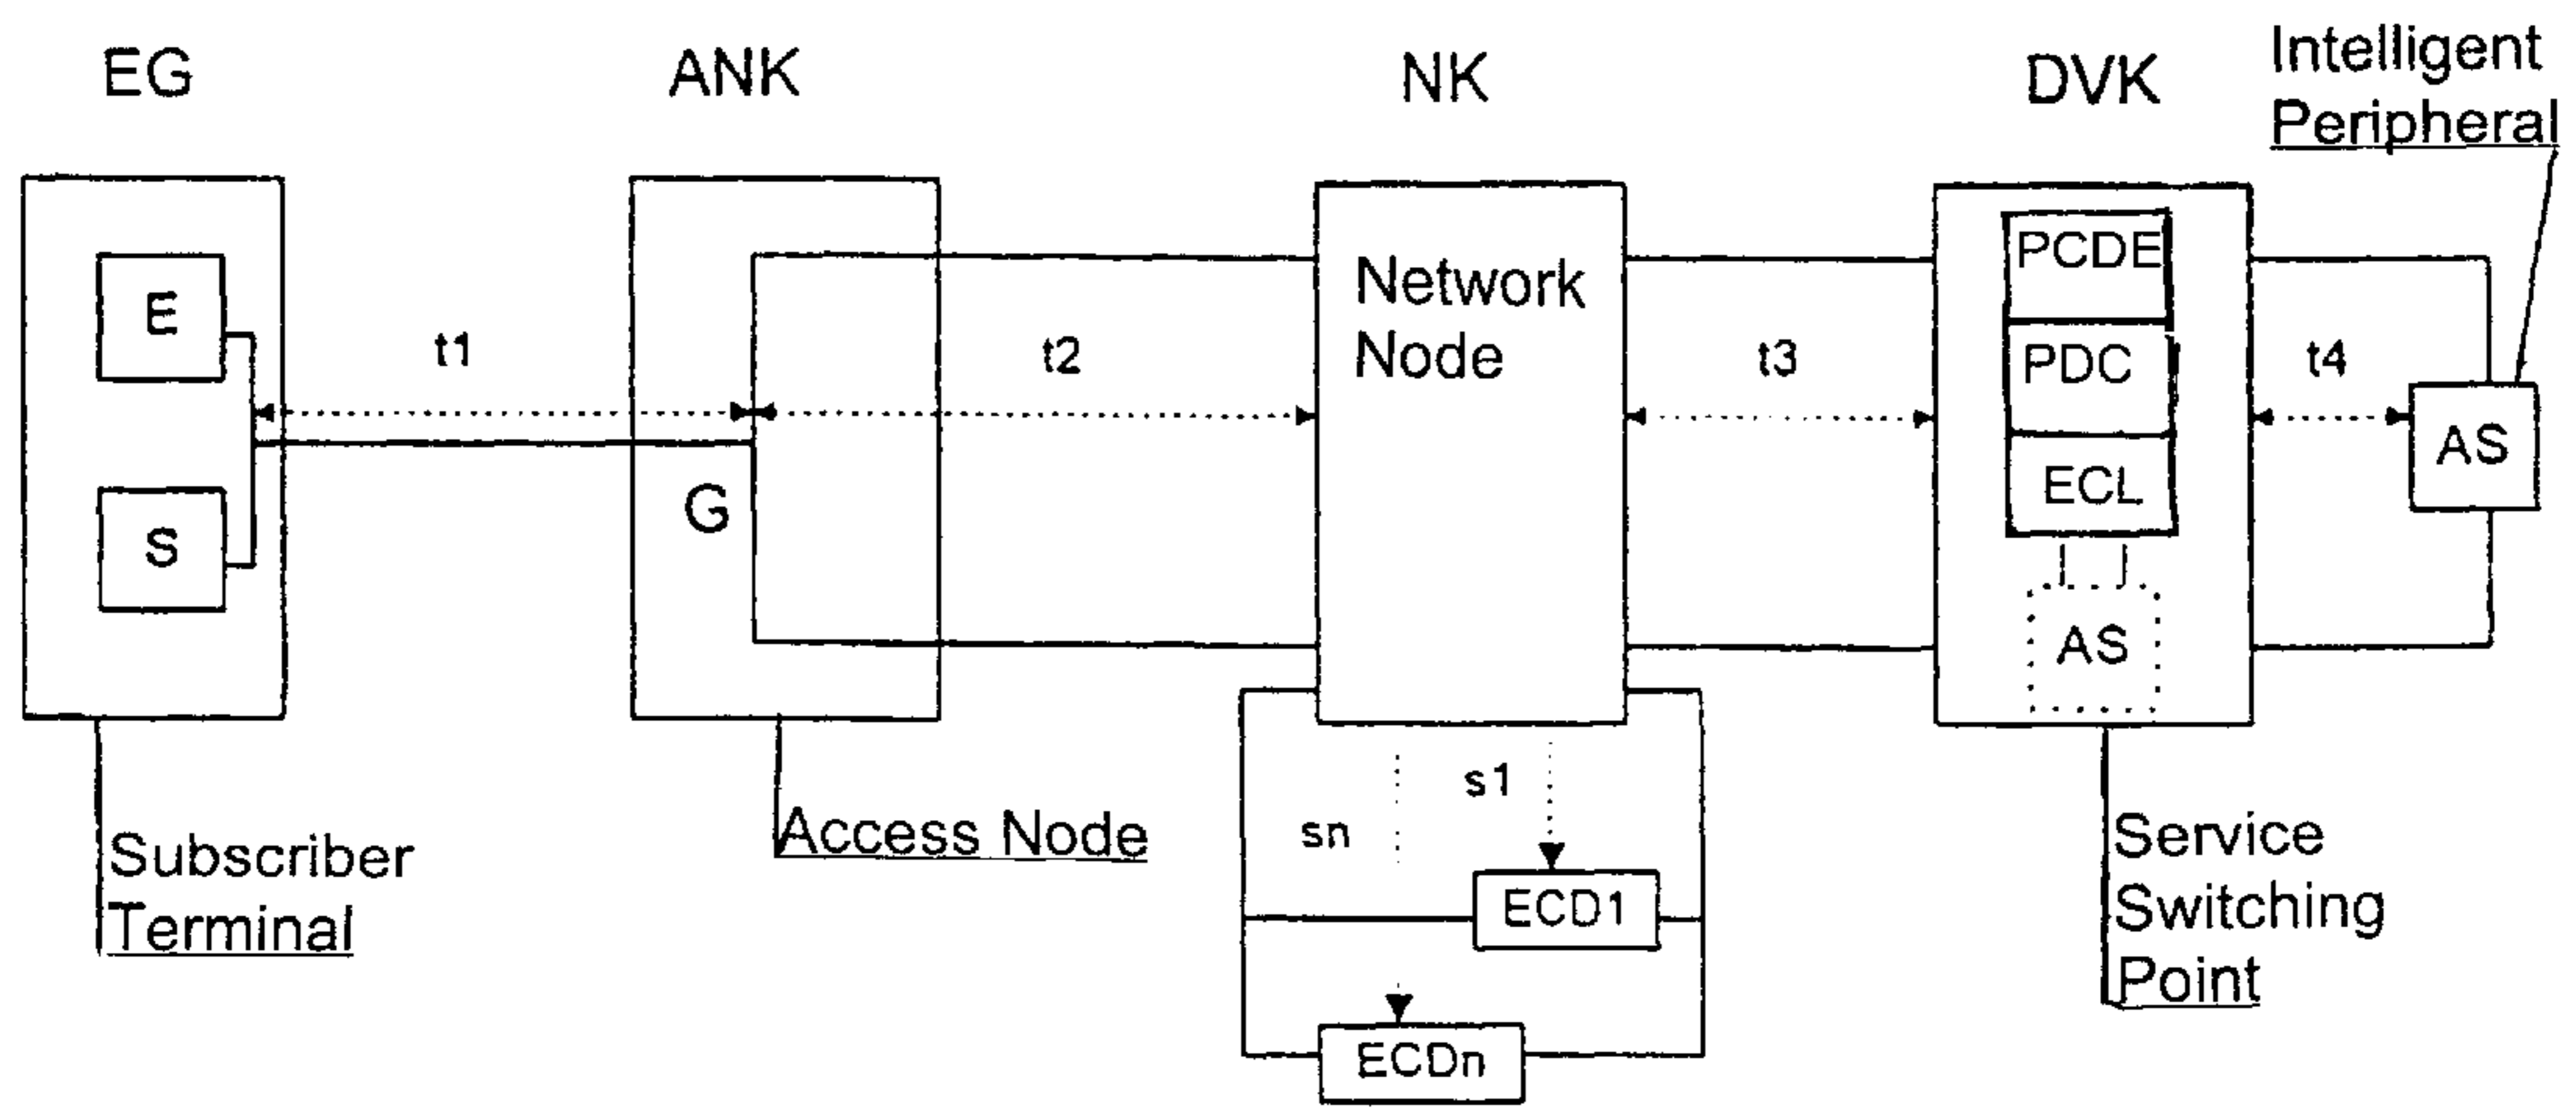 EG
ANK
NK
DVK
Intelligent
Peripheral
E
S
t1
G
t2
Network
Node
t3
PCDE
PDC
ECL
AS
t4
AS
s1
sn
ECD1
ECDn
Subscriber
Terminal
Access Node
Service
Switching
Point